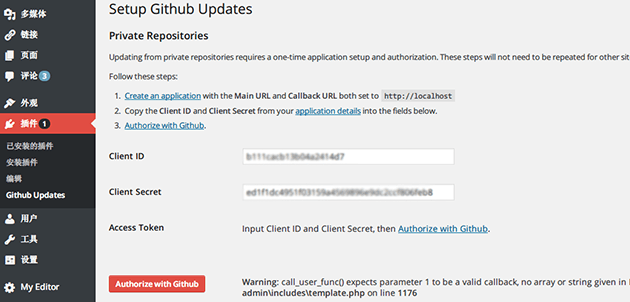 多媒体
链接
页面
评论 3
外观
插件 1
已安装的插件
安装插件
编辑
Github Updates
用户
工具
设置
My Editor
Setup Github Updates
Private Repositories
Updating from private repositories requires a one-time application setup and authorization. These steps will not need to be repeated for other sit
Follow these steps:
1. Create an application with the Main URL and Callback URL both set to http://localhost
2. Copy the Client ID and Client Secret from your application details into the fields below.
3. Authorize with Github.
Client ID
Client Secret
Access Token Input Client ID and Client Secret, then Authorize with Github.
Authorize with Github
Warning: call_user_func() expects parameter 1 to be a valid callback, no array or string given in
admin\includes\template.php on line 1176